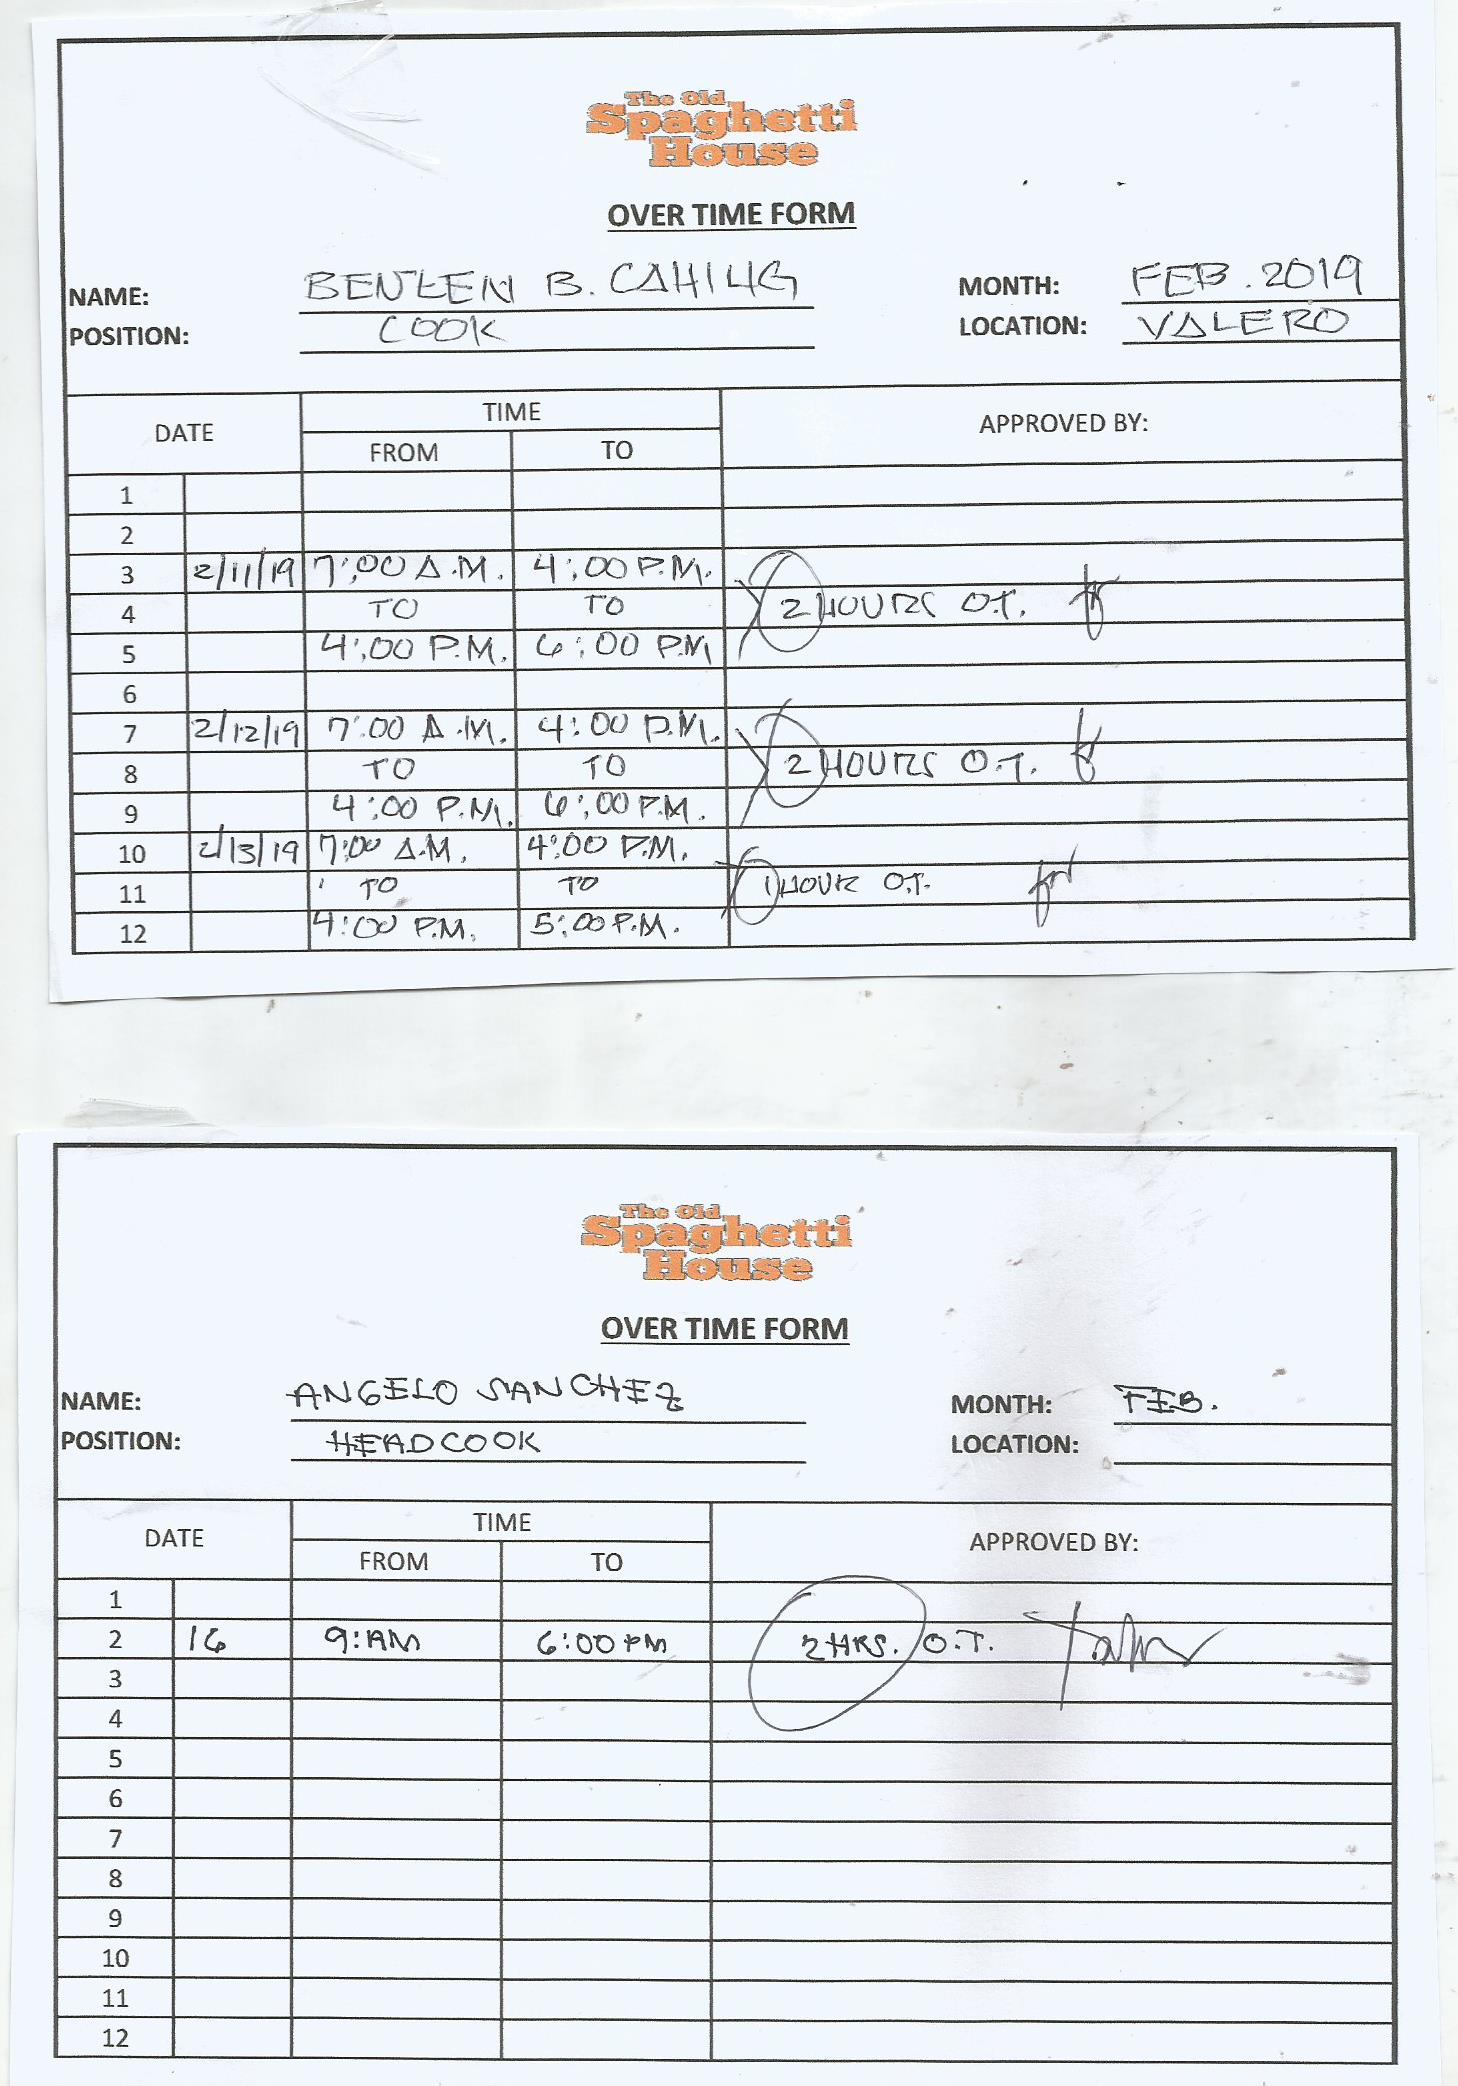 The Old
Spaghetti
House
OVER TIME FORM
NAME: BENLEN B. CAHILIG MONTH: FEB. 2019
POSITION: COOK LOCATION: VALERO
DATE TIME APPROVED BY:
FROM TO
1
2
3 2/11/19 7:00 A.M. 4:00 P.M.
4 TO TO 2 HOURS O.T.
5 4:00 P.M. 6:00 P.M
6
7 2/12/19 7:00 A.M. 4:00 P.M.
8 TO TO 2 HOURS O.T.
9 4:00 P.M. 6:00 P.M.
10 2/13/19 7:00 A.M. 4:00 P.M.
11 TO TO 1 HOUR O.T.
12 4:00 P.M. 5:00 P.M.
The Old
Spaghetti
House
OVER TIME FORM
NAME: ANGELO SANCHEZ MONTH: FEB.
POSITION: HEADCOOK LOCATION:
DATE TIME APPROVED BY:
FROM TO
1
2 16 9:AM 6:00 PM 2 HRS. O.T.
3
4
5
6
7
8
9
10
11
12